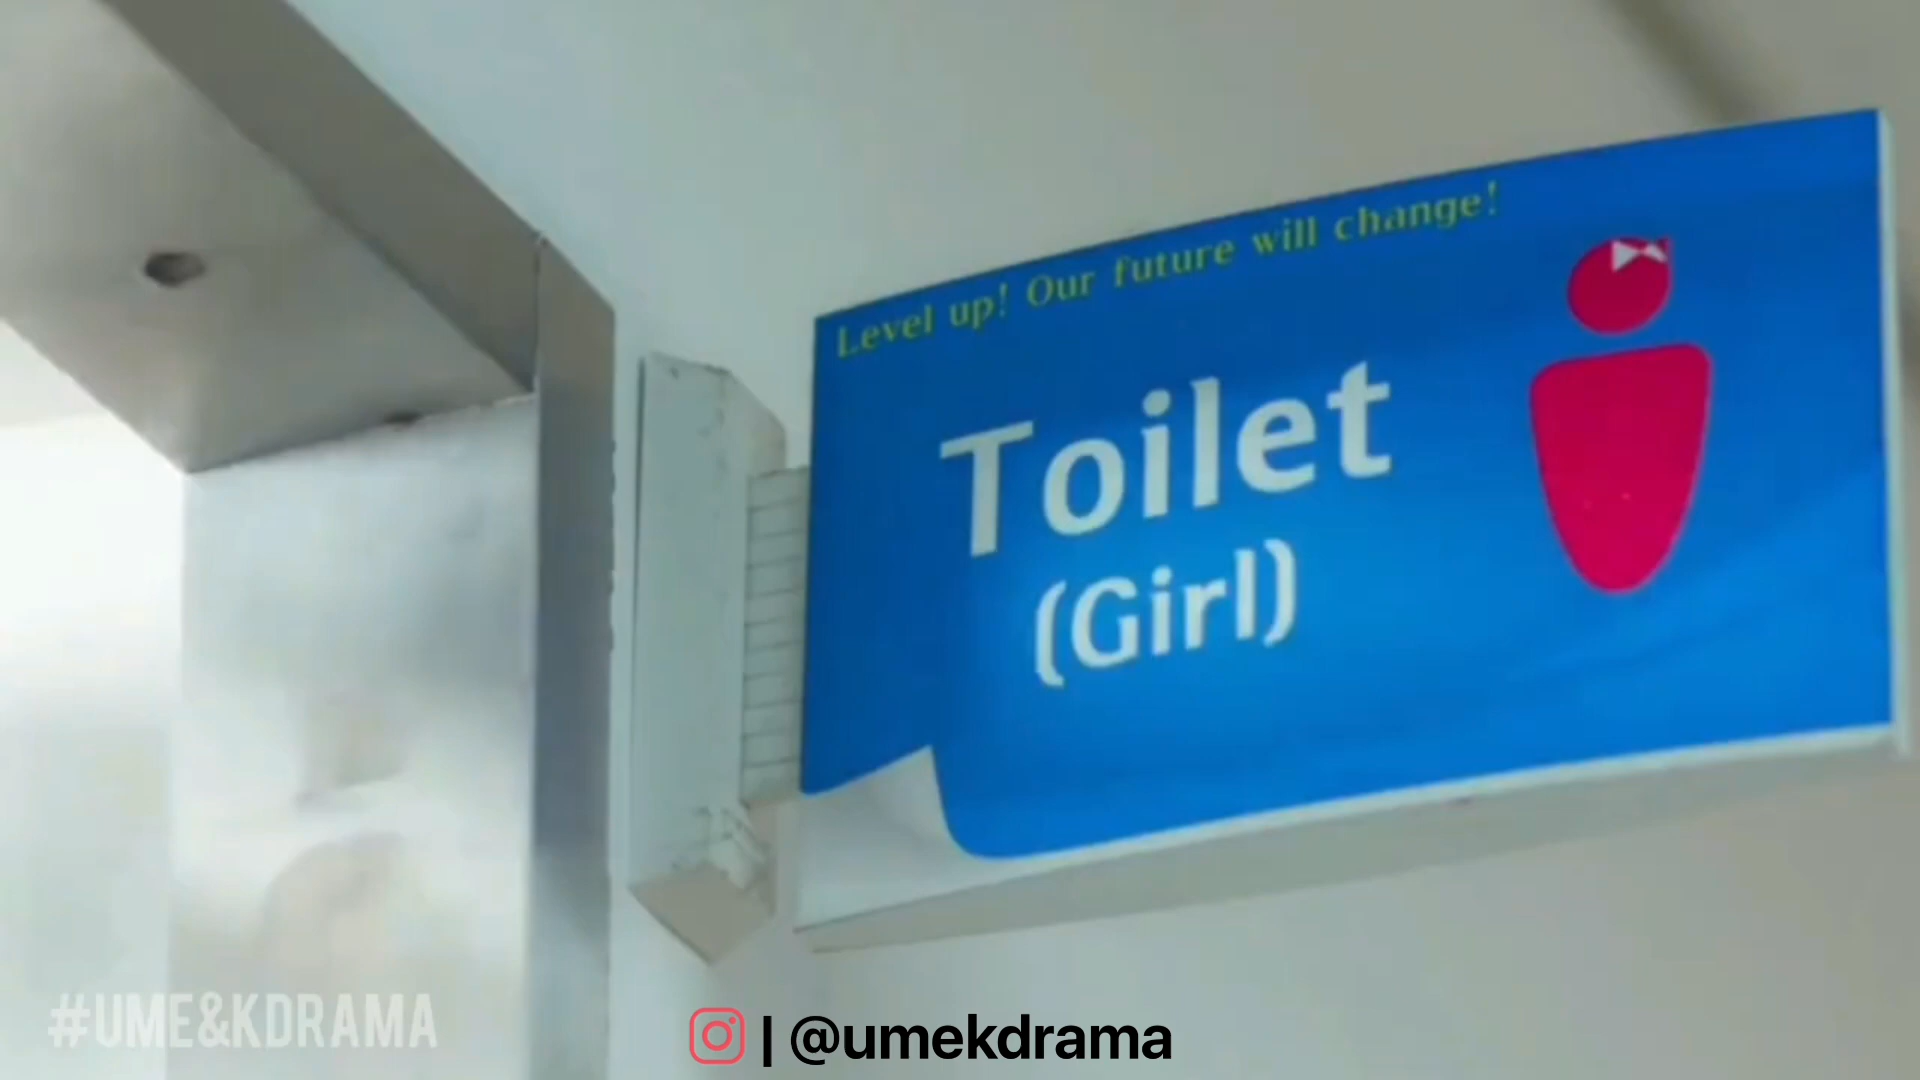 Level up! Our future will change!
Toilet
(Girl)
#UME&KDRAMA
| @umekdrama